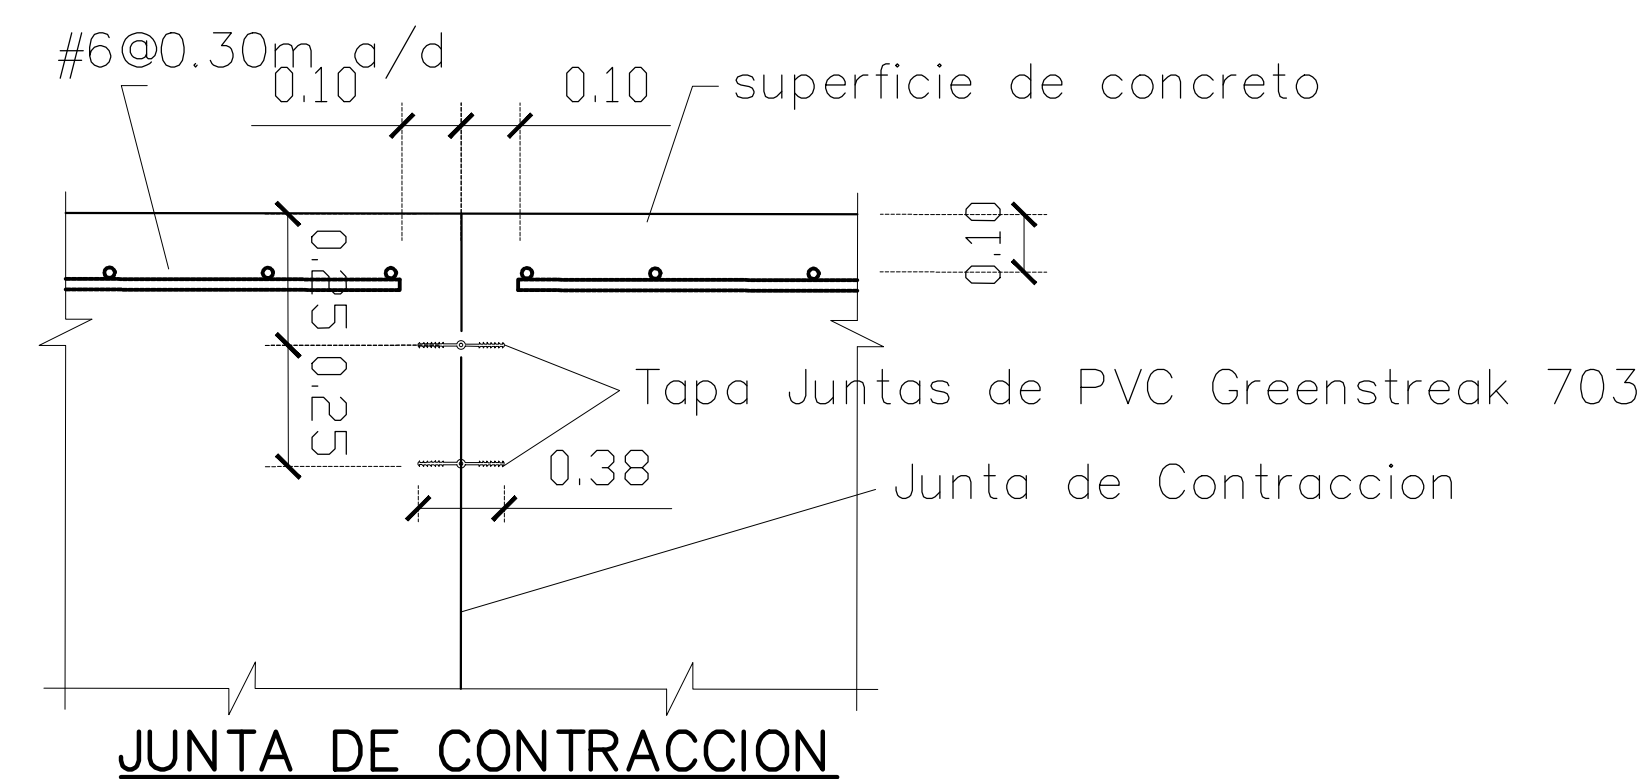 #6@0.30m a/d
0.10
0.10
superficie de concreto
0.10
0.25
0.25
Tapa Juntas de PVC Greenstreak 703
0.38
Junta de Contraccion
JUNTA DE CONTRACCION